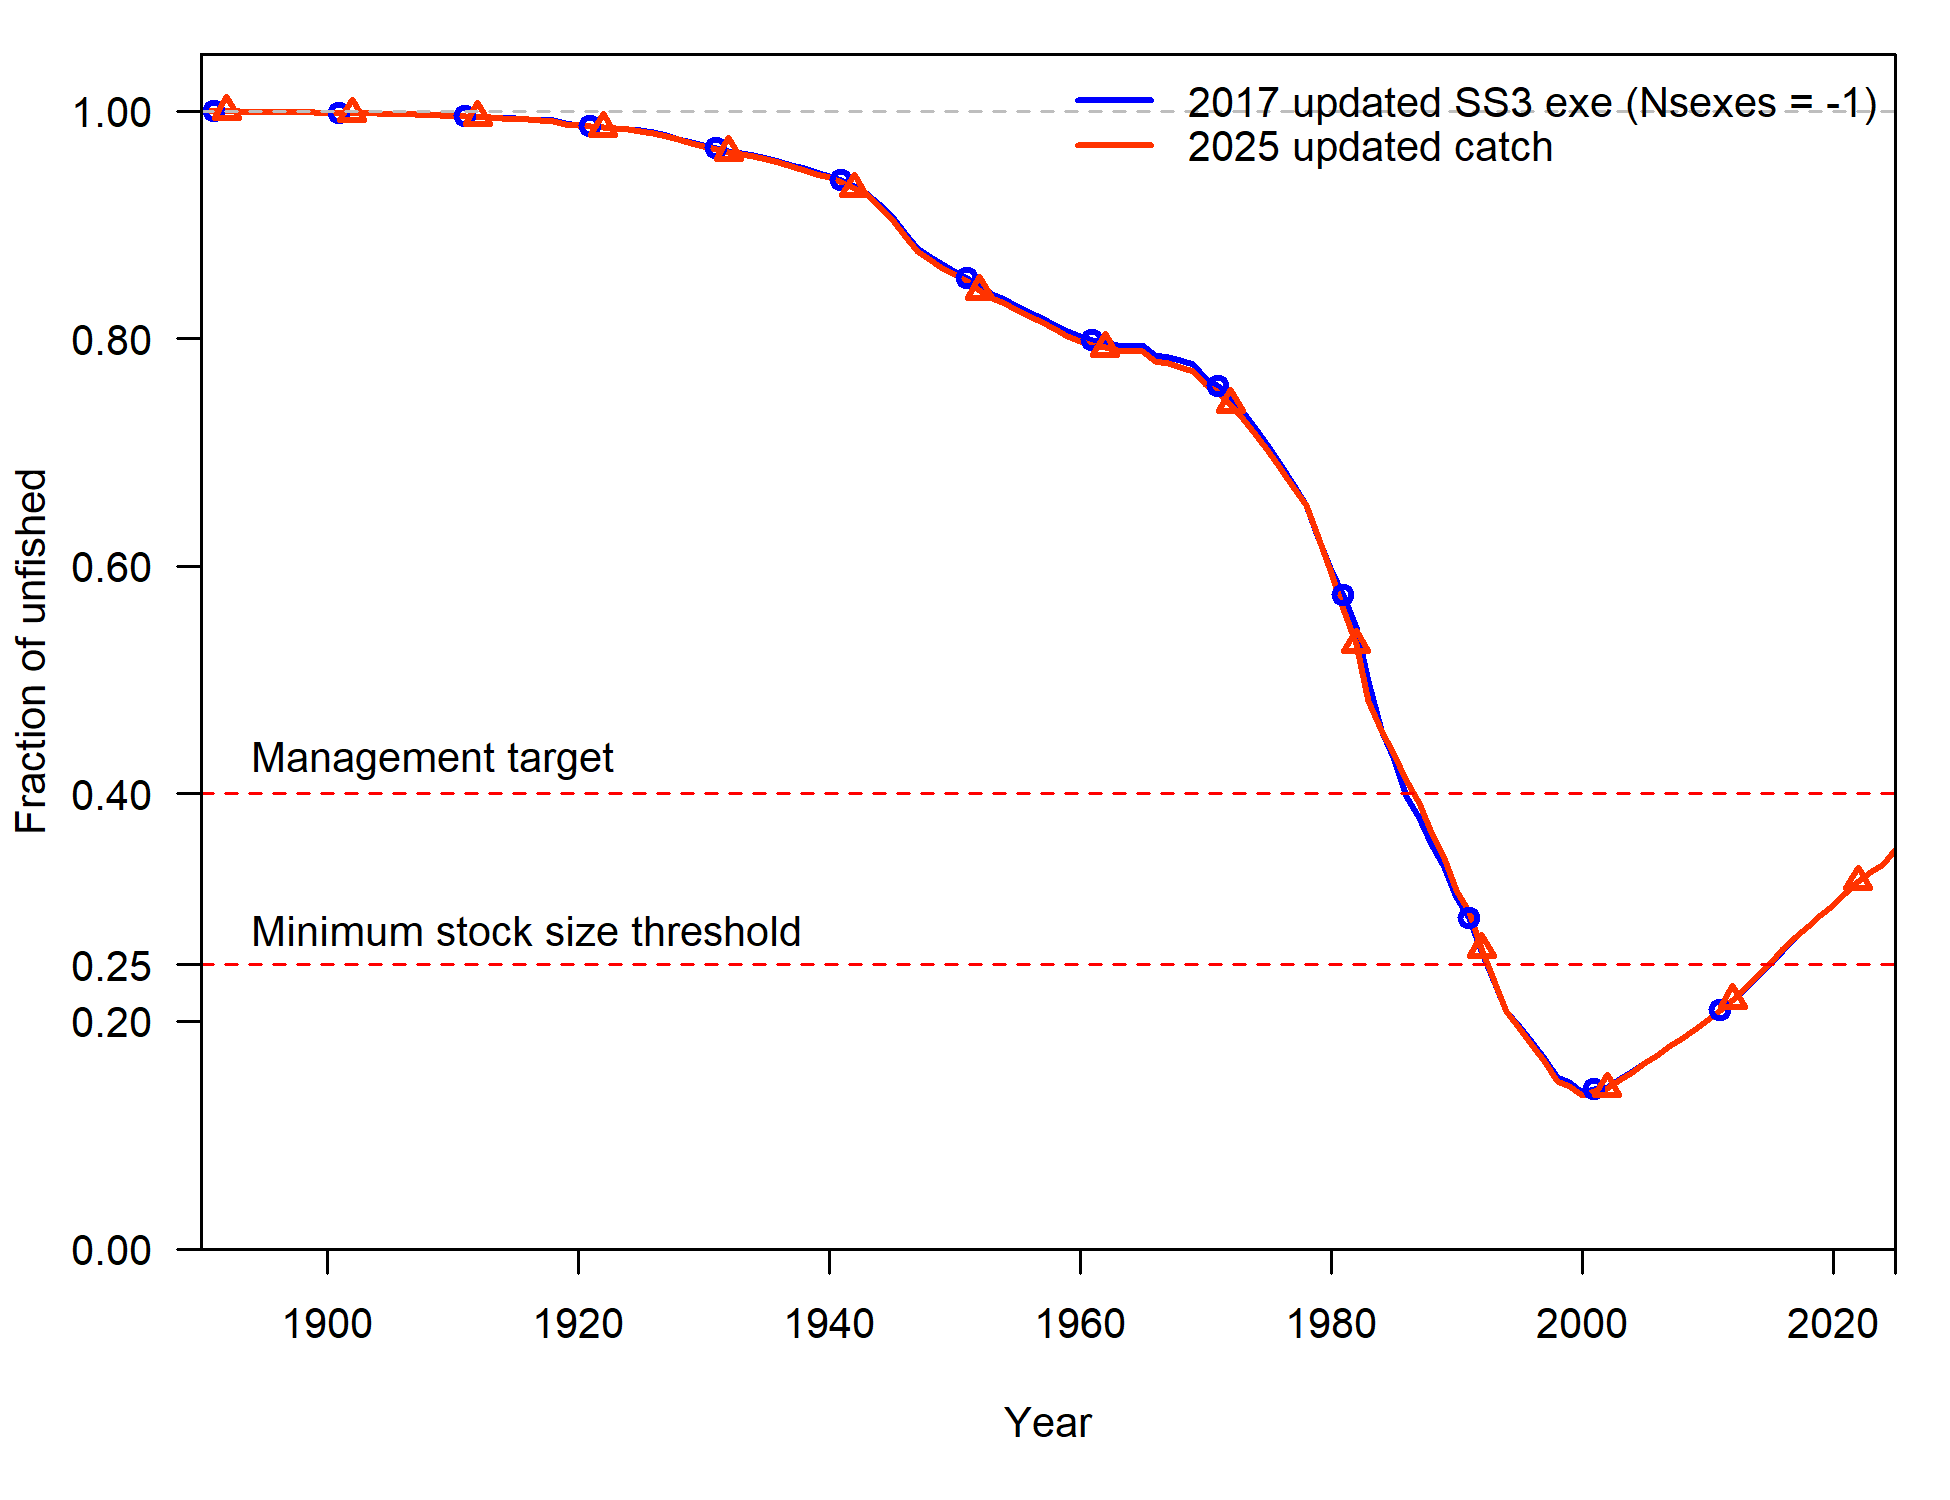 2017 updated SS3 exe (Nsexes = -1)
2025 updated catch
1.00
0.80
0.60
0.40
0.25
0.20
0.00
Fraction of unfished
Management target
Minimum stock size threshold
1900
1920
1940
1960
1980
2000
2020
Year